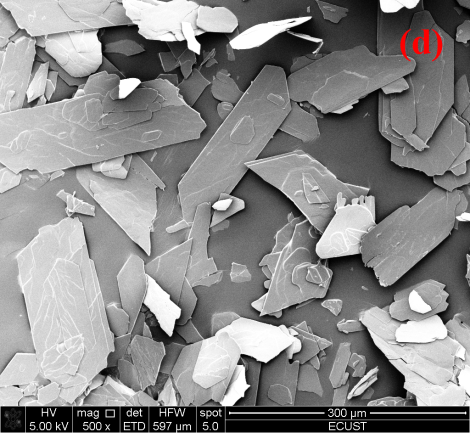 (d)
HV mag □ det HFW spot 300 μm
5.00 kV 500 x ETD 597 μm 5.0 ECUST